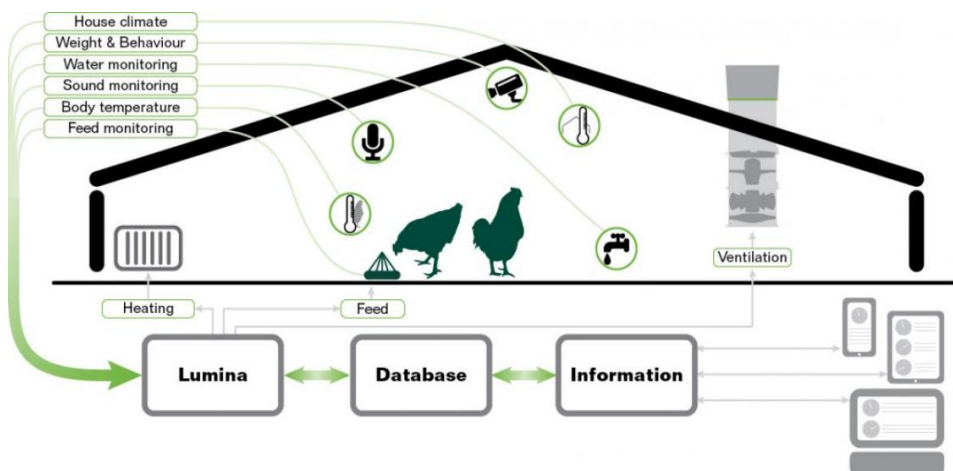 House climate
Weight & Behaviour
Water monitoring
Sound monitoring
Body temperature
Feed monitoring
Ventilation
Heating
Feed
Lumina
Database
Information